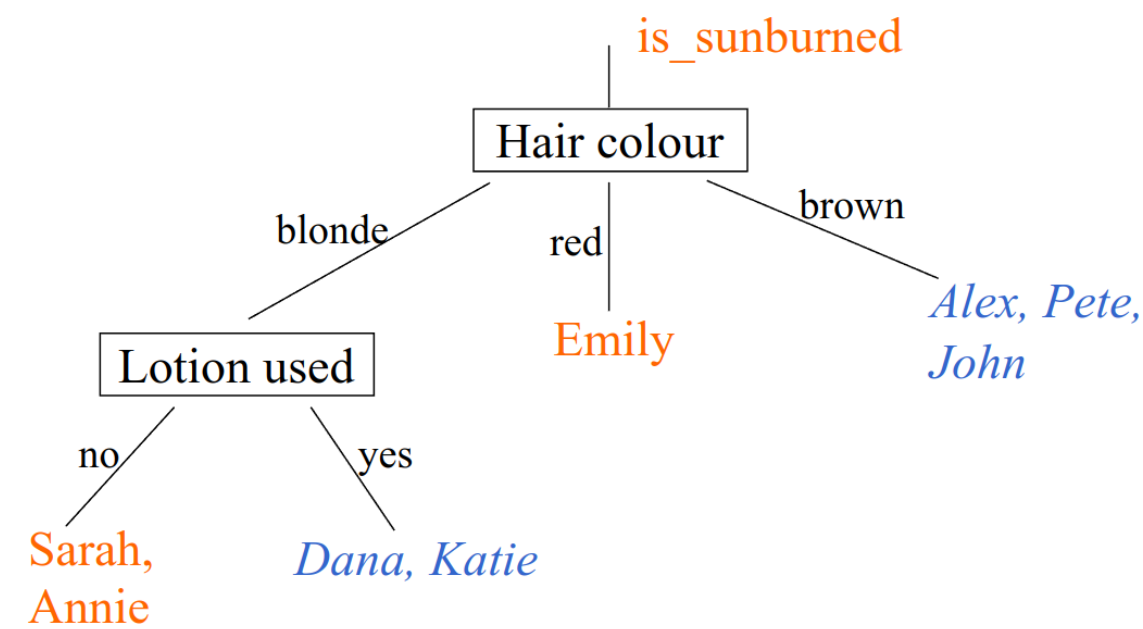 is_sunburned
Hair colour
blonde
red
brown
Alex, Pete,
John
Emily
Lotion used
no
yes
Sarah,
Annie
Dana, Katie